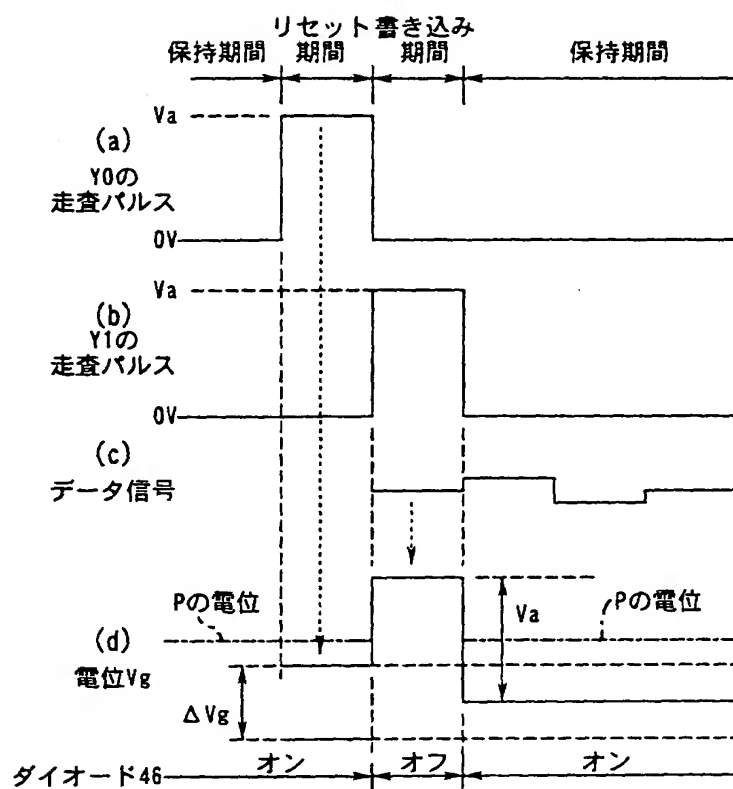 リセット書き込み
保持期間 期間 期間 保持期間
Va
(a)
Y0の
走査パルス
0V
Va
(b)
Y1の
走査パルス
0V
(c)
データ信号
Pの電位
Va
Pの電位
(d)
電位Vg
ΔVg
ダイオード46 オン オフ オン